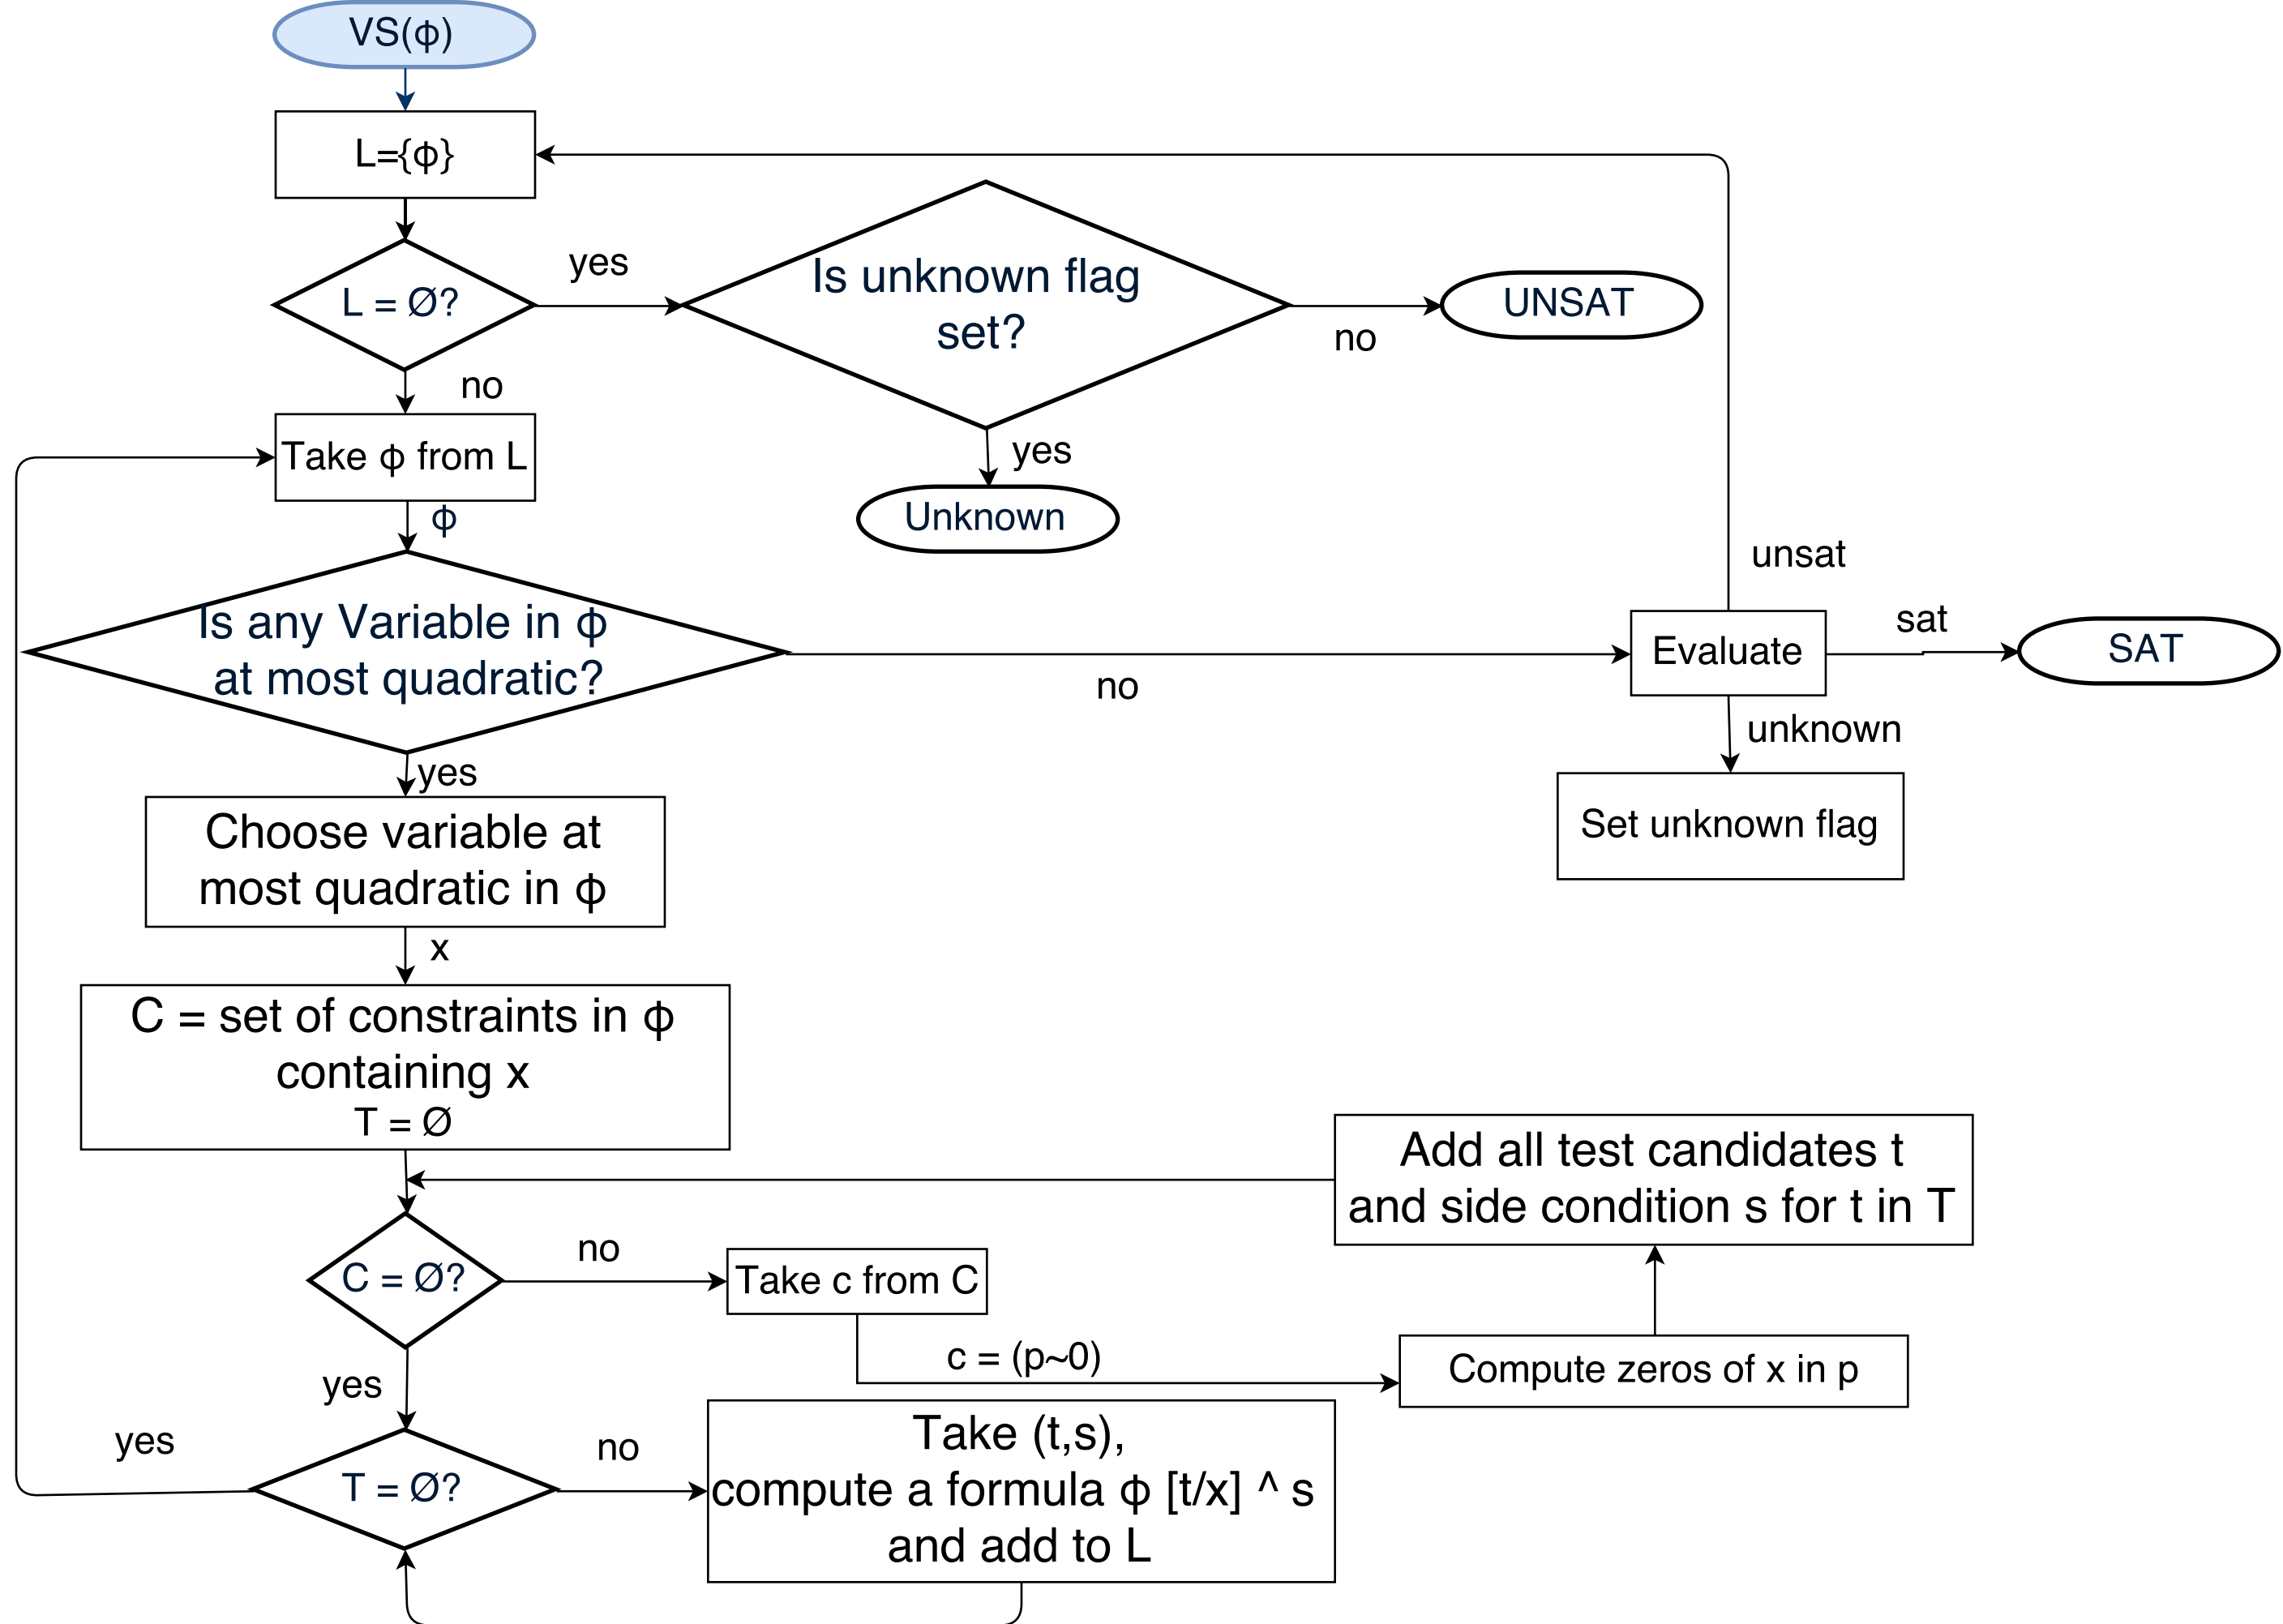 VS(ϕ)
L={ϕ}
L = Ø?
yes
Is unknown flag
set?
no
UNSAT
no
yes
Unknown
Take ϕ from L
ϕ
Is any Variable in ϕ
at most quadratic?
no
unsat
Evaluate
sat
SAT
unknown
Set unknown flag
yes
Choose variable at
most quadratic in ϕ
x
C = set of constraints in ϕ
containing x
T = Ø
Add all test candidates t
and side condition s for t in T
C = Ø?
no
Take c from C
c = (p~0)
Compute zeros of x in p
yes
yes
T = Ø?
no
Take (t,s),
compute a formula ϕ [t/x] ^ s
and add to L